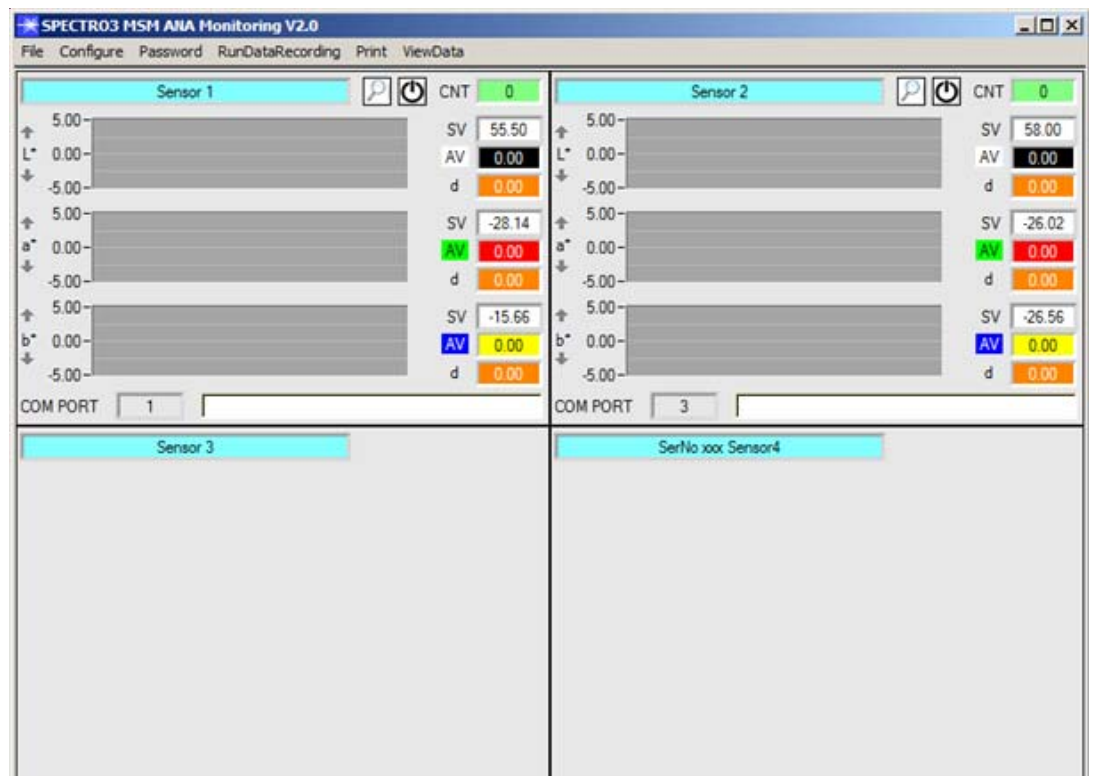 SPECTRO3 MSM ANA Monitoring V2.0
File Configure Password RunDataRecording Print ViewData
Sensor 1
CNT 0
5.00
L* 0.00
-5.00
SV 55.50
AV 0.00
d 0.00
5.00
a* 0.00
-5.00
SV -28.14
AV 0.00
d 0.00
5.00
b* 0.00
-5.00
SV -15.66
AV 0.00
d 0.00
COM PORT 1
Sensor 2
CNT 0
5.00
L* 0.00
-5.00
SV 58.00
AV 0.00
d 0.00
5.00
a* 0.00
-5.00
SV -26.02
AV 0.00
d 0.00
5.00
b* 0.00
-5.00
SV -26.56
AV 0.00
d 0.00
COM PORT 3
Sensor 3
SerNo xxx Sensor4